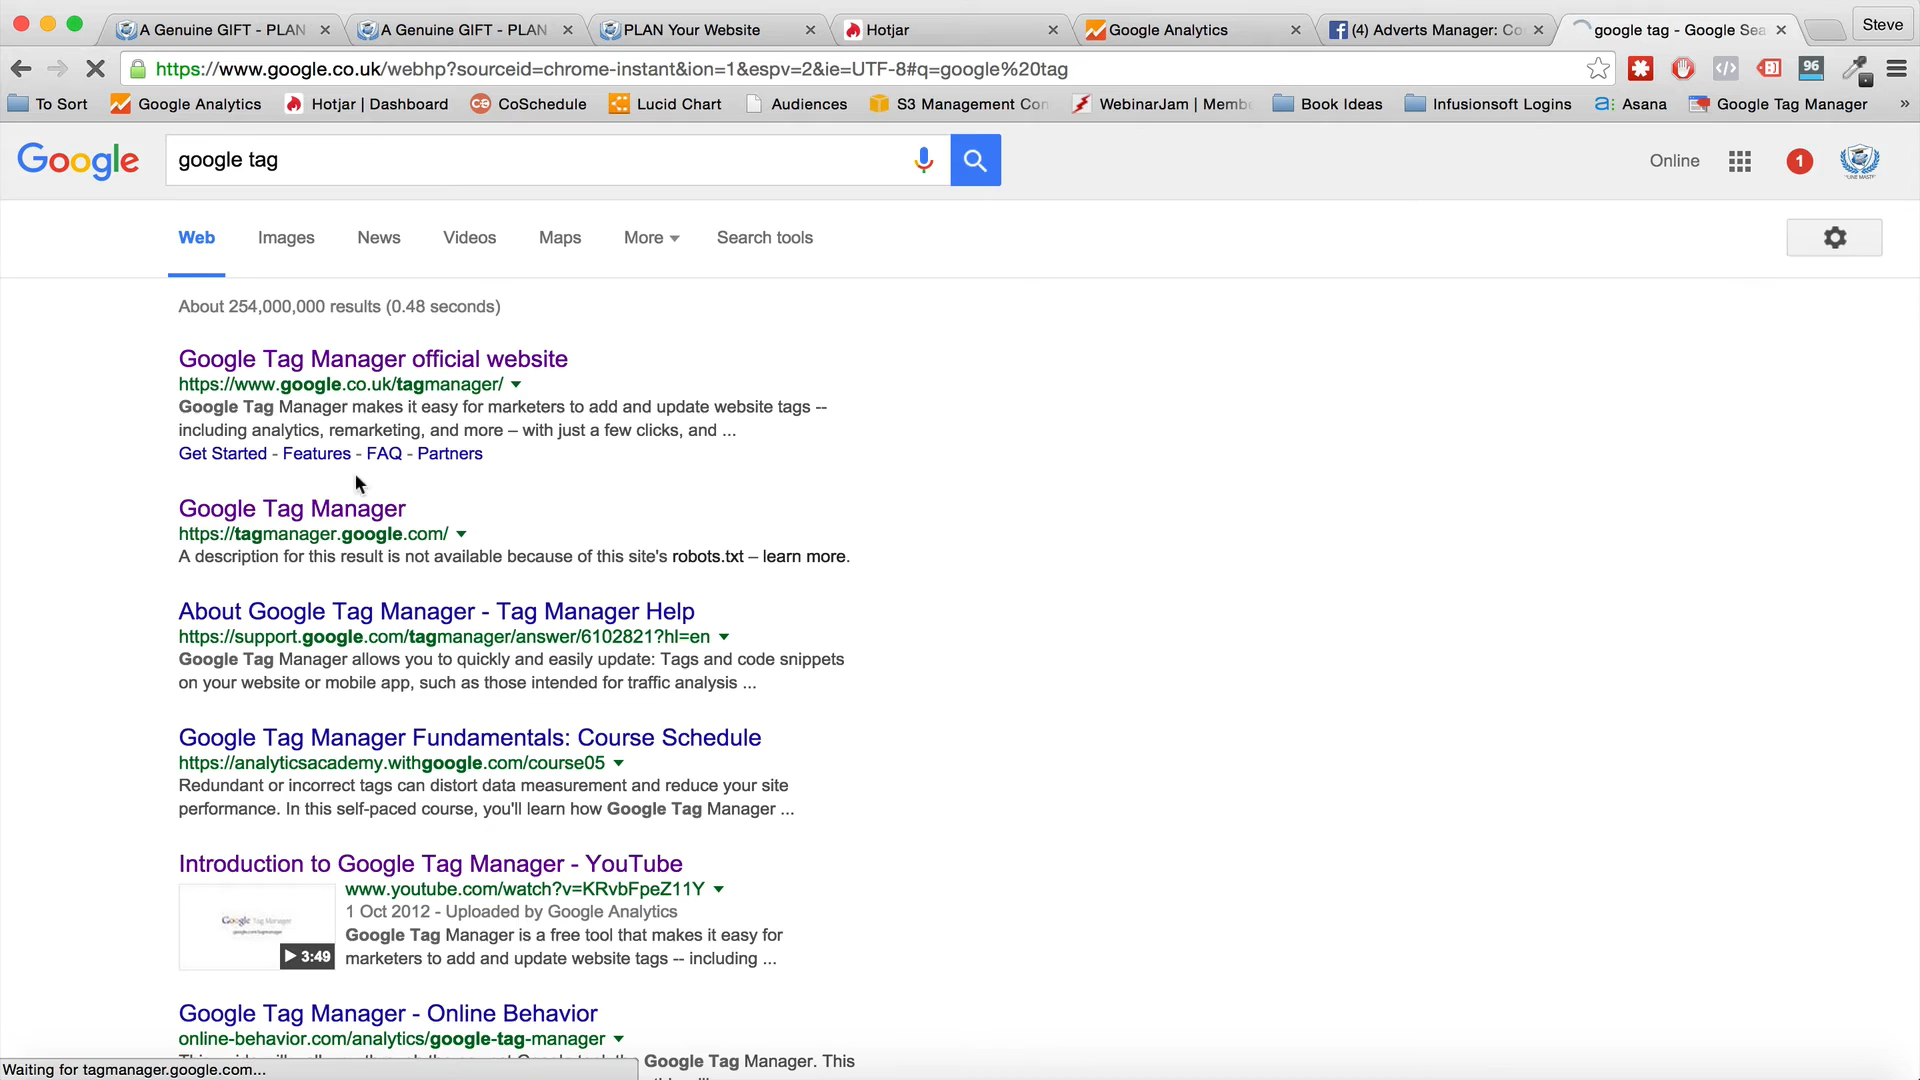 A Genuine GIFT - PLAN
A Genuine GIFT - PLAN
PLAN Your Website
Hotjar
Google Analytics
(4) Adverts Manager: Co
google tag - Google Sea
Steve
https://www.google.co.uk/webhp?sourceid=chrome-instant&ion=1&espv=2&ie=UTF-8#q=google%20tag
96
To Sort
Google Analytics
Hotjar | Dashboard
CoSchedule
Lucid Chart
Audiences
S3 Management Con
WebinarJam | Membe
Book Ideas
Infusionsoft Logins
Asana
Google Tag Manager
»
Google
google tag
Online
1
Web
Images
News
Videos
Maps
More
Search tools
About 254,000,000 results (0.48 seconds)
Google Tag Manager official website
https://www.google.co.uk/tagmanager/
Google Tag Manager makes it easy for marketers to add and update website tags --
including analytics, remarketing, and more – with just a few clicks, and ...
Get Started - Features - FAQ - Partners
Google Tag Manager
https://tagmanager.google.com/
A description for this result is not available because of this site's robots.txt – learn more.
About Google Tag Manager - Tag Manager Help
https://support.google.com/tagmanager/answer/6102821?hl=en
Google Tag Manager allows you to quickly and easily update: Tags and code snippets
on your website or mobile app, such as those intended for traffic analysis ...
Google Tag Manager Fundamentals: Course Schedule
https://analyticsacademy.withgoogle.com/course05
Redundant or incorrect tags can distort data measurement and reduce your site
performance. In this self-paced course, you'll learn how Google Tag Manager ...
Introduction to Google Tag Manager - YouTube
www.youtube.com/watch?v=KRvbFpeZ11Y
1 Oct 2012 - Uploaded by Google Analytics
Google Tag Manager is a free tool that makes it easy for
marketers to add and update website tags -- including ...
Google Tag Manager
3:49
Google Tag Manager - Online Behavior
online-behavior.com/analytics/google-tag-manager
Google Tag Manager. This
Waiting for tagmanager.google.com...